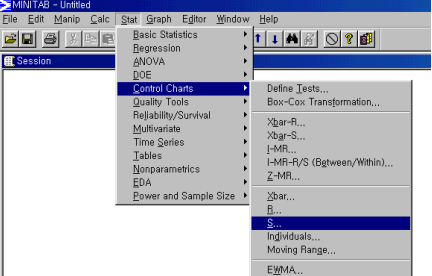 MINITAB - Untitled
File Edit Manip Calc Stat Graph Editor Window Help
Session
Basic Statistics
Regression
ANOVA
DOE
Control Charts
Quality Tools
Reliability/Survival
Multivariate
Time Series
Tables
Nonparametrics
EDA
Power and Sample Size
Define Tests...
Box-Cox Transformation...
Xbar-R...
Xbar-S...
I-MR...
I-MR-R/S (Between/Within)...
Z-MR...
Xbar...
R...
S...
Individuals...
Moving Range...
EWMA...